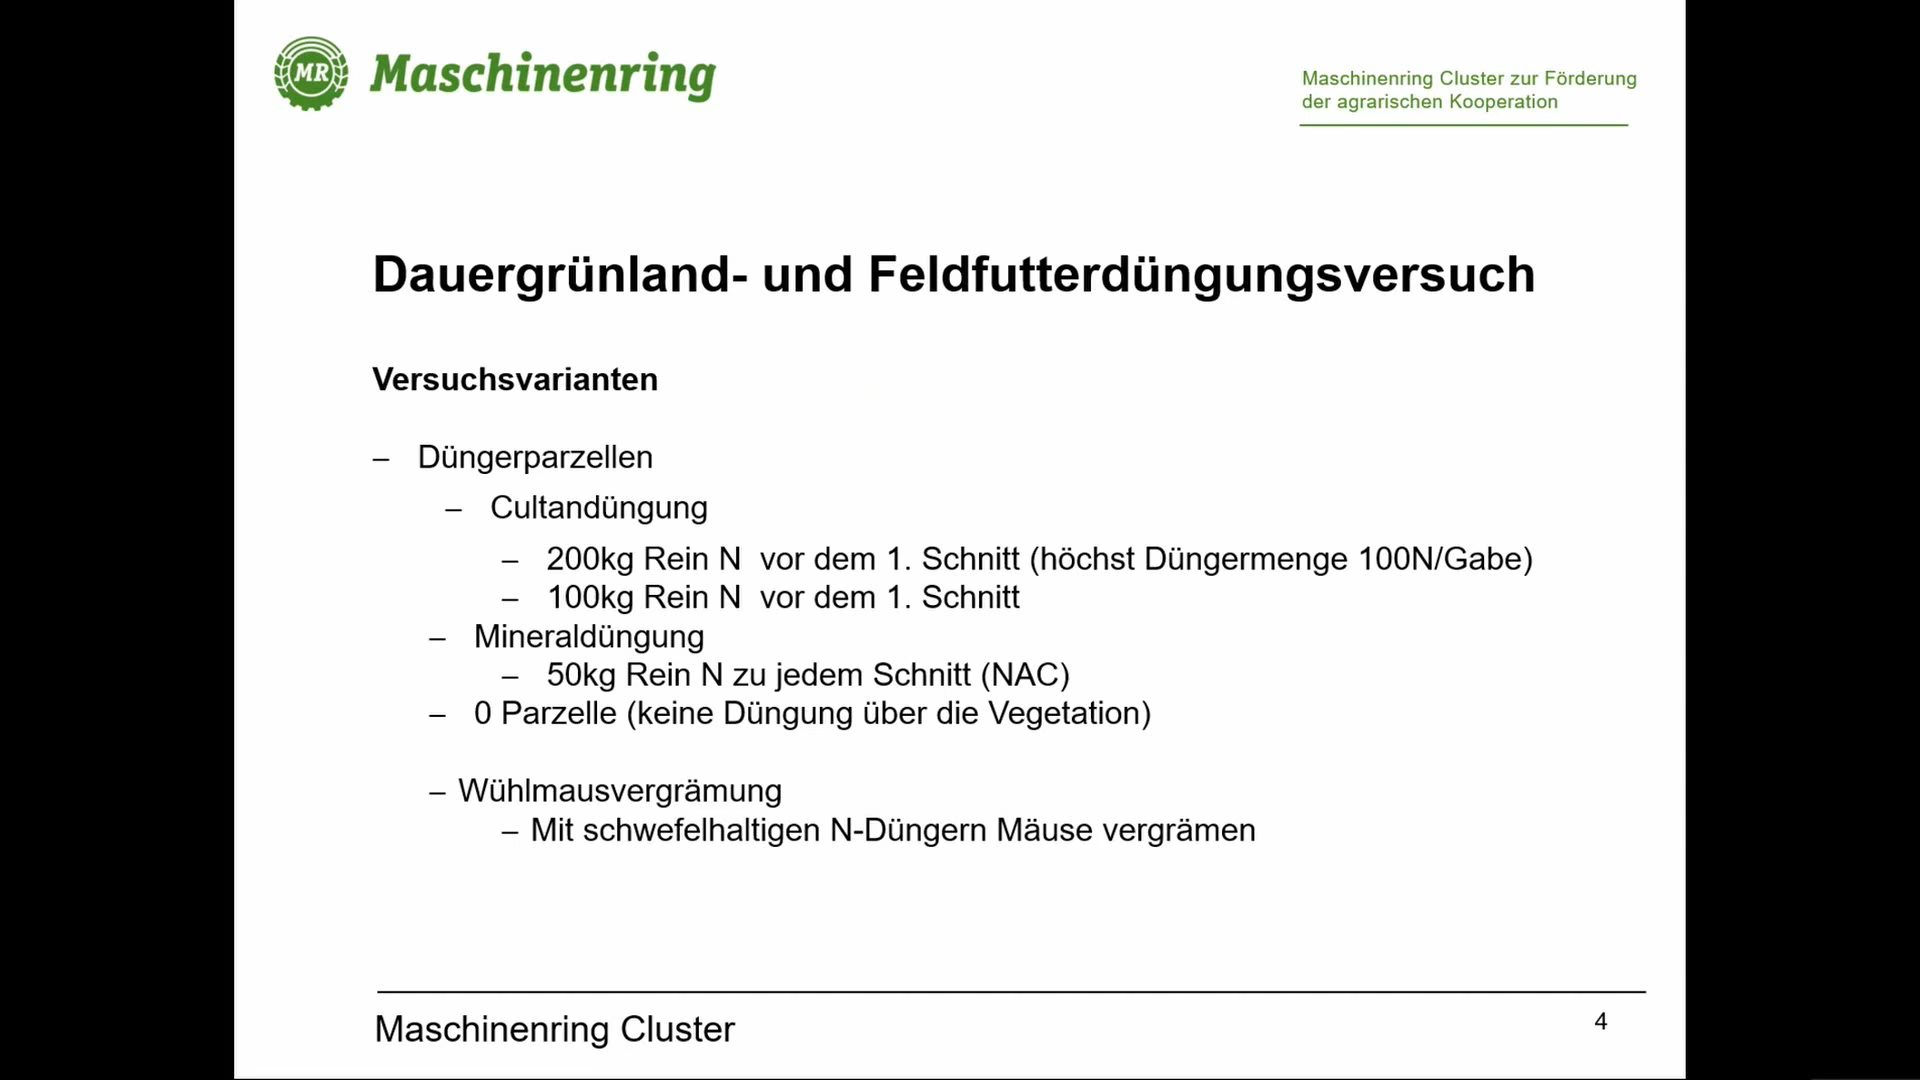 MR Maschinenring
Maschinenring Cluster zur Förderung
der agrarischen Kooperation
Dauergrünland- und Feldfutterdüngungsversuch
Versuchsvarianten
– Düngerparzellen
– Cultandüngung
– 200kg Rein N vor dem 1. Schnitt (höchst Düngermenge 100N/Gabe)
– 100kg Rein N vor dem 1. Schnitt
– Mineraldüngung
– 50kg Rein N zu jedem Schnitt (NAC)
– 0 Parzelle (keine Düngung über die Vegetation)
– Wühlmausvergrämung
– Mit schwefelhaltigen N-Düngern Mäuse vergrämen
Maschinenring Cluster
4